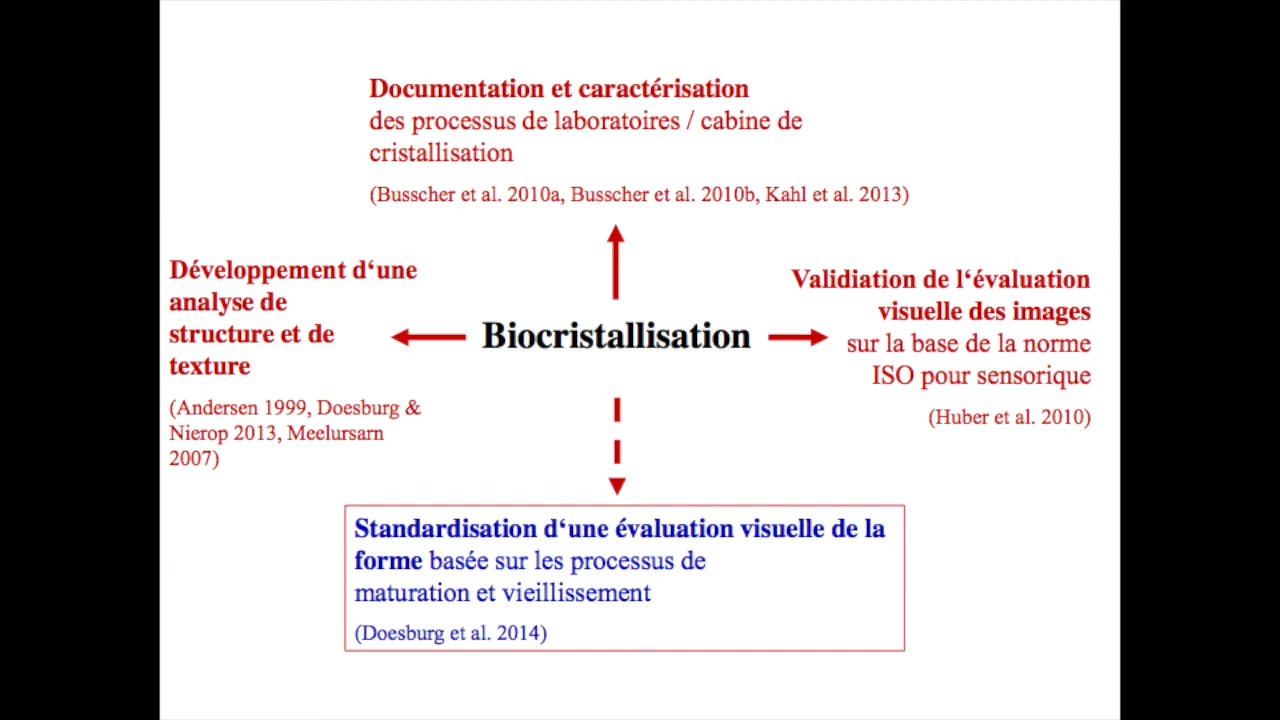 Documentation et caractérisation
des processus de laboratoires / cabine de
cristallisation
(Busscher et al. 2010a, Busscher et al. 2010b, Kahl et al. 2013)
Développement d‘une
analyse de
structure et de
texture
(Andersen 1999, Doesburg &
Nierop 2013, Meelursarn
2007)
Biocristallisation
Validiation de l‘évaluation
visuelle des images
sur la base de la norme
ISO pour sensorique
(Huber et al. 2010)
Standardisation d‘une évaluation visuelle de la
forme basée sur les processus de
maturation et vieillissement
(Doesburg et al. 2014)